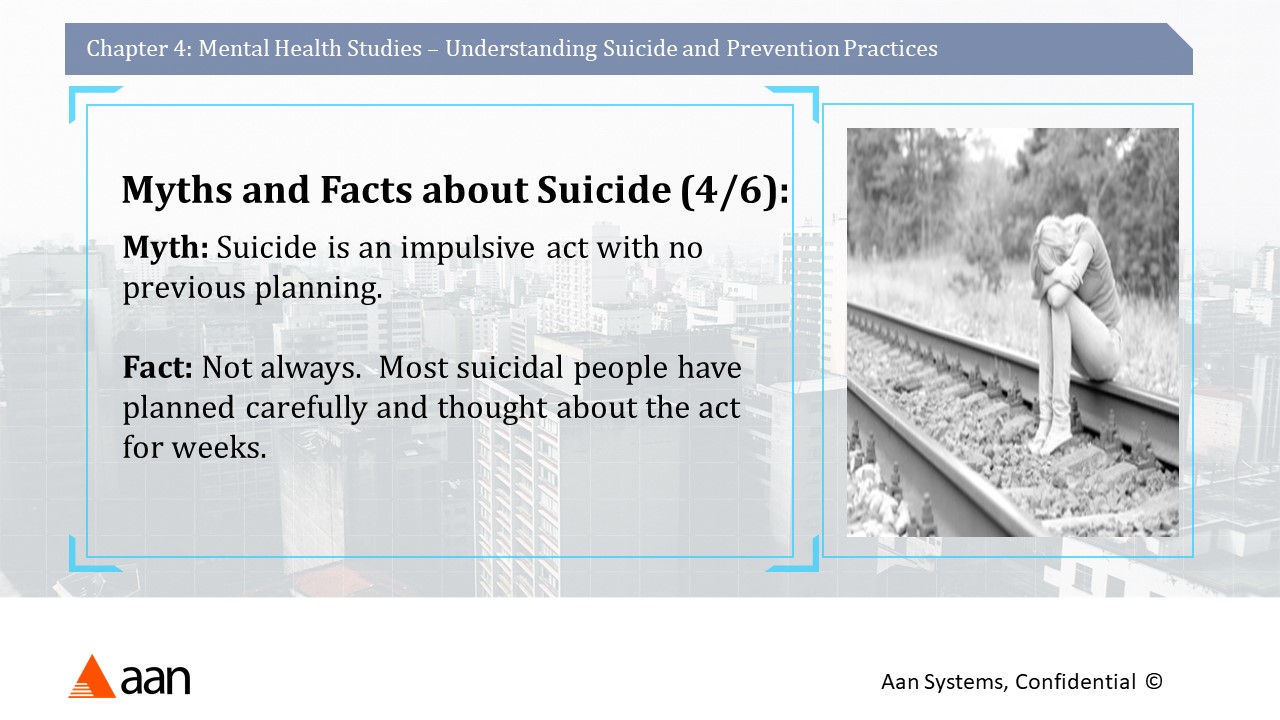 Chapter 4: Mental Health Studies – Understanding Suicide and Prevention Practices
Myths and Facts about Suicide (4/6):
Myth: Suicide is an impulsive act with no
previous planning.
Fact: Not always.  Most suicidal people have
planned carefully and thought about the act
for weeks.
aan
Aan Systems, Confidential ©